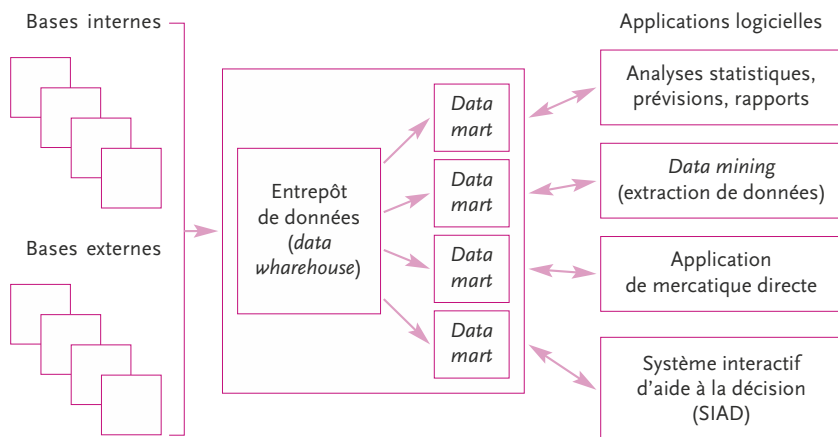 Bases internes
Applications logicielles
Analyses statistiques,
prévisions, rapports
Data
mart
Data mining
(extraction de données)
Data
mart
Entrepôt
de données
(data
wharehouse)
Bases externes
Data
mart
Application
de mercatique directe
Data
mart
Système interactif
d'aide à la décision
(SIAD)